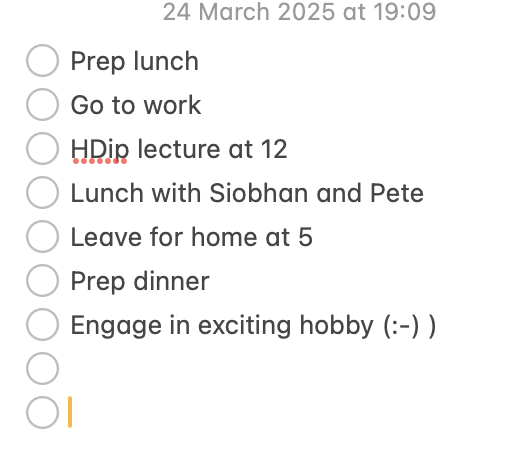 24 March 2025 at 19:09
Prep lunch
Go to work
HDip lecture at 12
Lunch with Siobhan and Pete
Leave for home at 5
Prep dinner
Engage in exciting hobby (:-) )